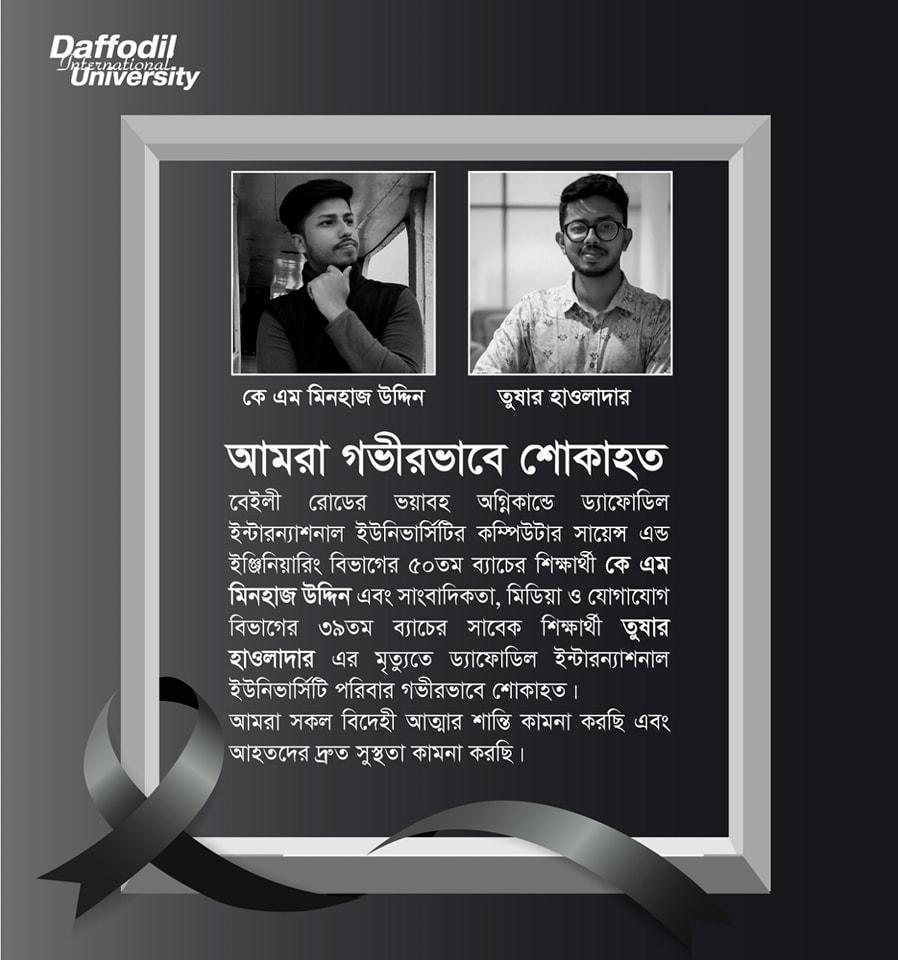 Daffodil
International
University
কে এম মিনহাজ উদ্দিন
তুষার হাওলাদার
আমরা গভীরভাবে শোকাহত
বেইলী রোডের ভয়াবহ অগ্নিকান্ডে ড্যাফোডিল
ইন্টারন্যাশনাল ইউনিভার্সিটির কম্পিউটার সায়েন্স এন্ড
ইঞ্জিনিয়ারিং বিভাগের ৫০তম ব্যাচের শিক্ষার্থী কে এম
মিনহাজ উদ্দিন এবং সাংবাদিকতা, মিডিয়া ও যোগাযোগ
বিভাগের ৩৯তম ব্যাচের সাবেক শিক্ষার্থী তুষার
হাওলাদার এর মৃত্যুতে ড্যাফোডিল ইন্টারন্যাশনাল
ইউনিভার্সিটি পরিবার গভীরভাবে শোকাহত।
আমরা সকল বিদেহী আত্মার শান্তি কামনা করছি এবং
আহতদের দ্রুত সুস্থতা কামনা করছি।